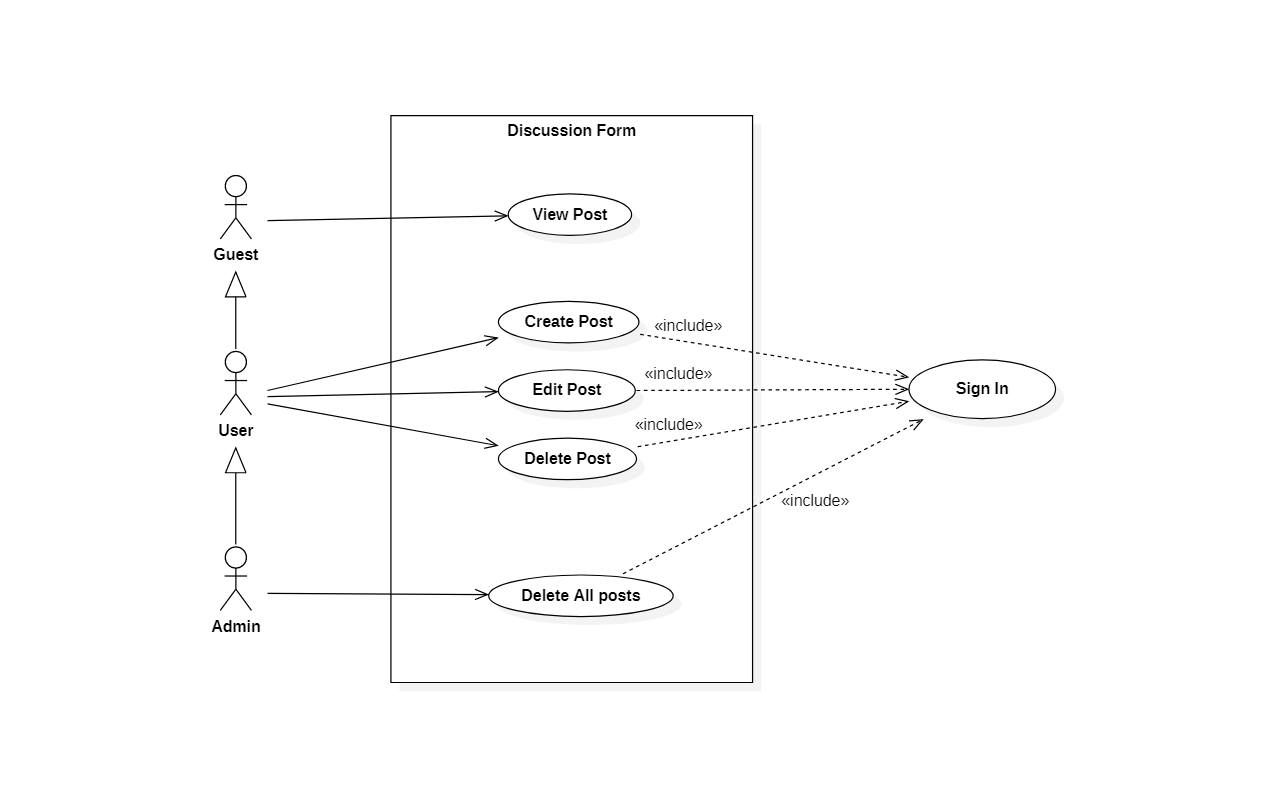 Discussion Form
Guest
View Post
Create Post
«include»
User
Edit Post
«include»
Sign In
Delete Post
«include»
«include»
Admin
Delete All posts